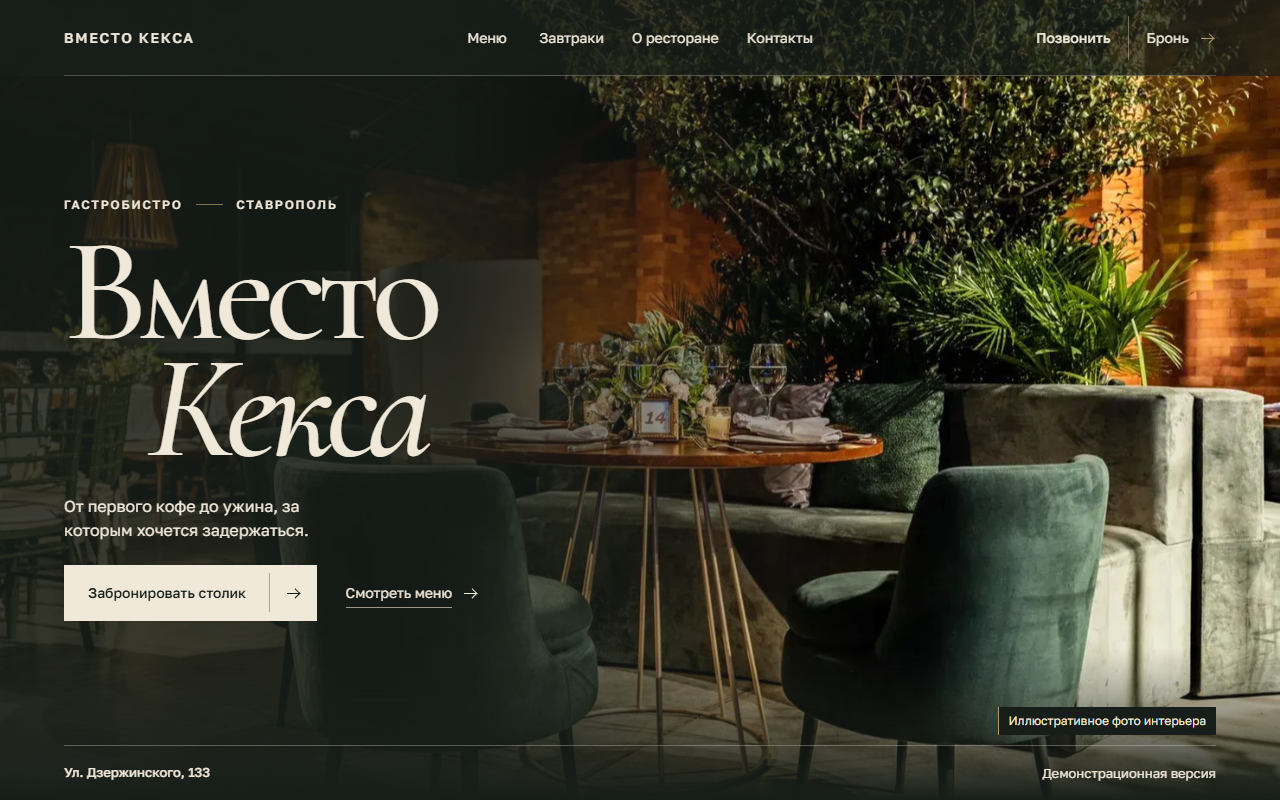 ВМЕСТО КЕКСА
Меню Завтраки О ресторане Контакты
Позвонить Бронь →
ГАСТРОБИСТРО — СТАВРОПОЛЬ
Вместо
Кекса
14
От первого кофе до ужина, за
которым хочется задержаться.
Забронировать столик →
Смотреть меню →
Иллюстративное фото интерьера
Ул. Дзержинского, 133
Демонстрационная версия